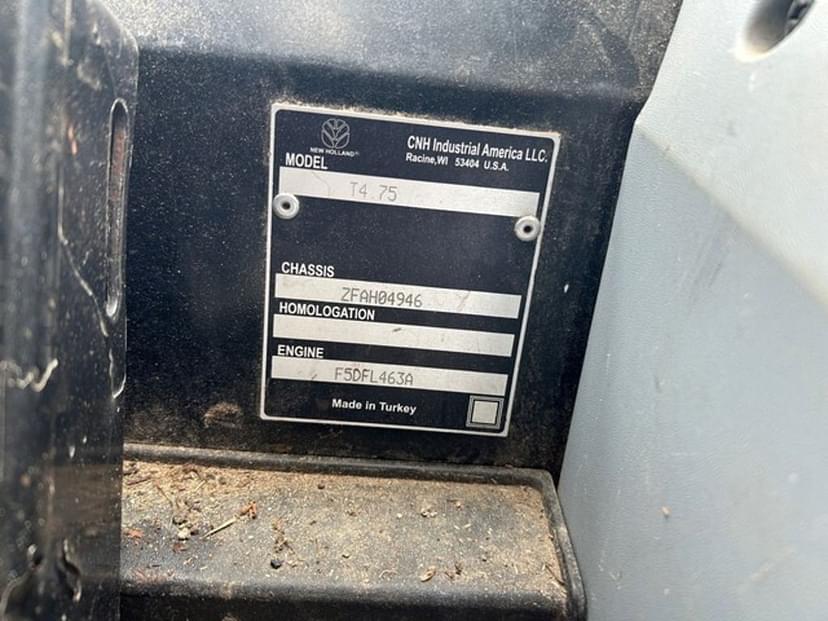 NEW HOLLAND
CNH Industrial America LLC.
Racine,WI 53404 U.S.A.
MODEL
T4.75
CHASSIS
ZFAH04946
HOMOLOGATION
ENGINE
F5DFL463A
Made in Turkey